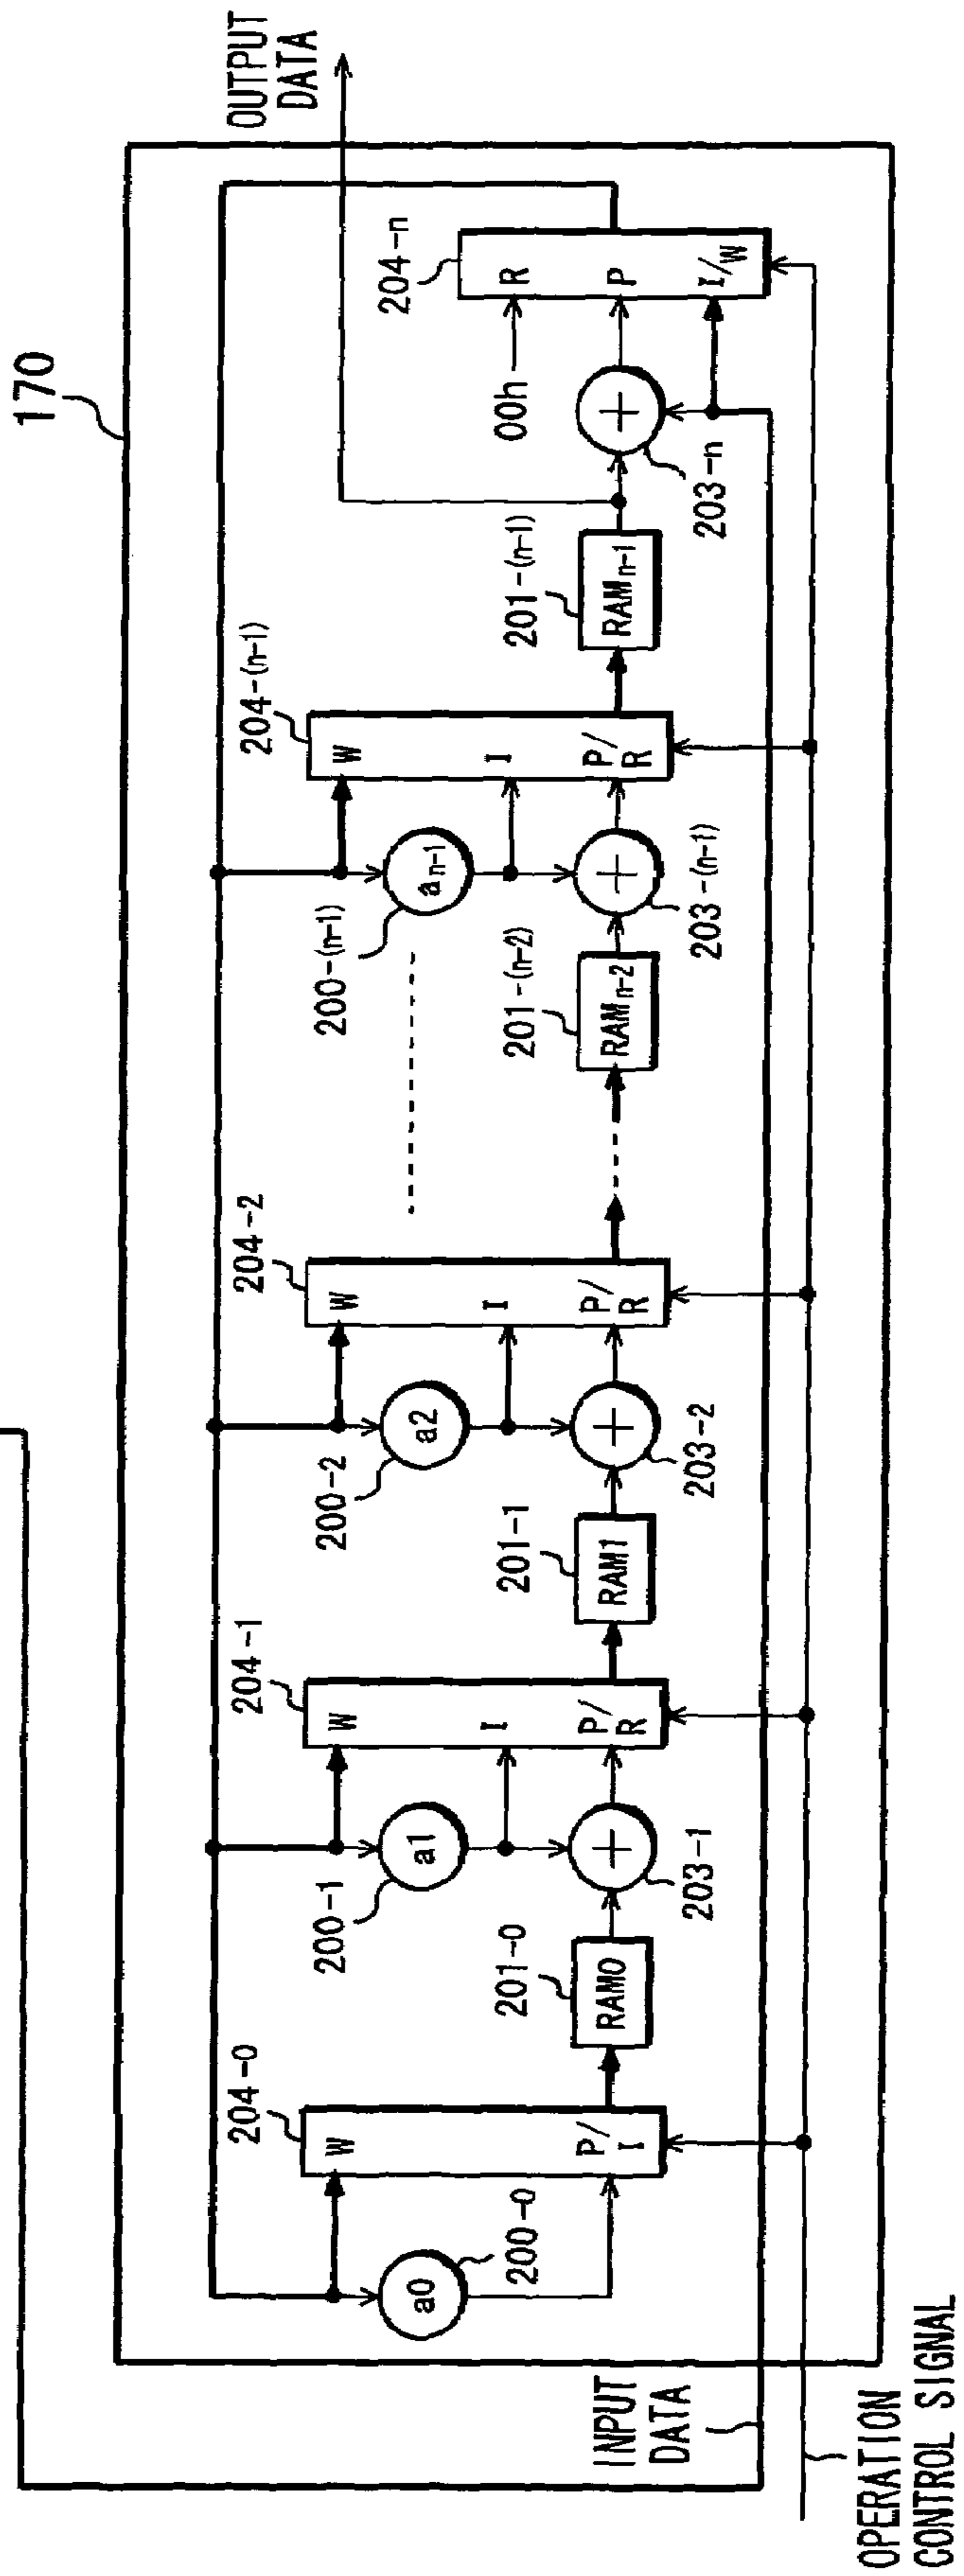 170
OUTPUT
DATA
204-0
204-1
204-2
204-(n-1)
204-n
W
P/
I
W
I
P/
R
W
I
P/
R
W
I
P/
R
R
P
I/W
a0
200-0
a1
200-1
a2
200-2
an-1
200-(n-1)
00h
201-0
RAM0
201-1
RAM1
201-(n-2)
RAMn-2
201-(n-1)
RAMn-1
+
203-1
+
203-2
+
203-(n-1)
+
203-n
INPUT
DATA
OPERATION
CONTROL SIGNAL